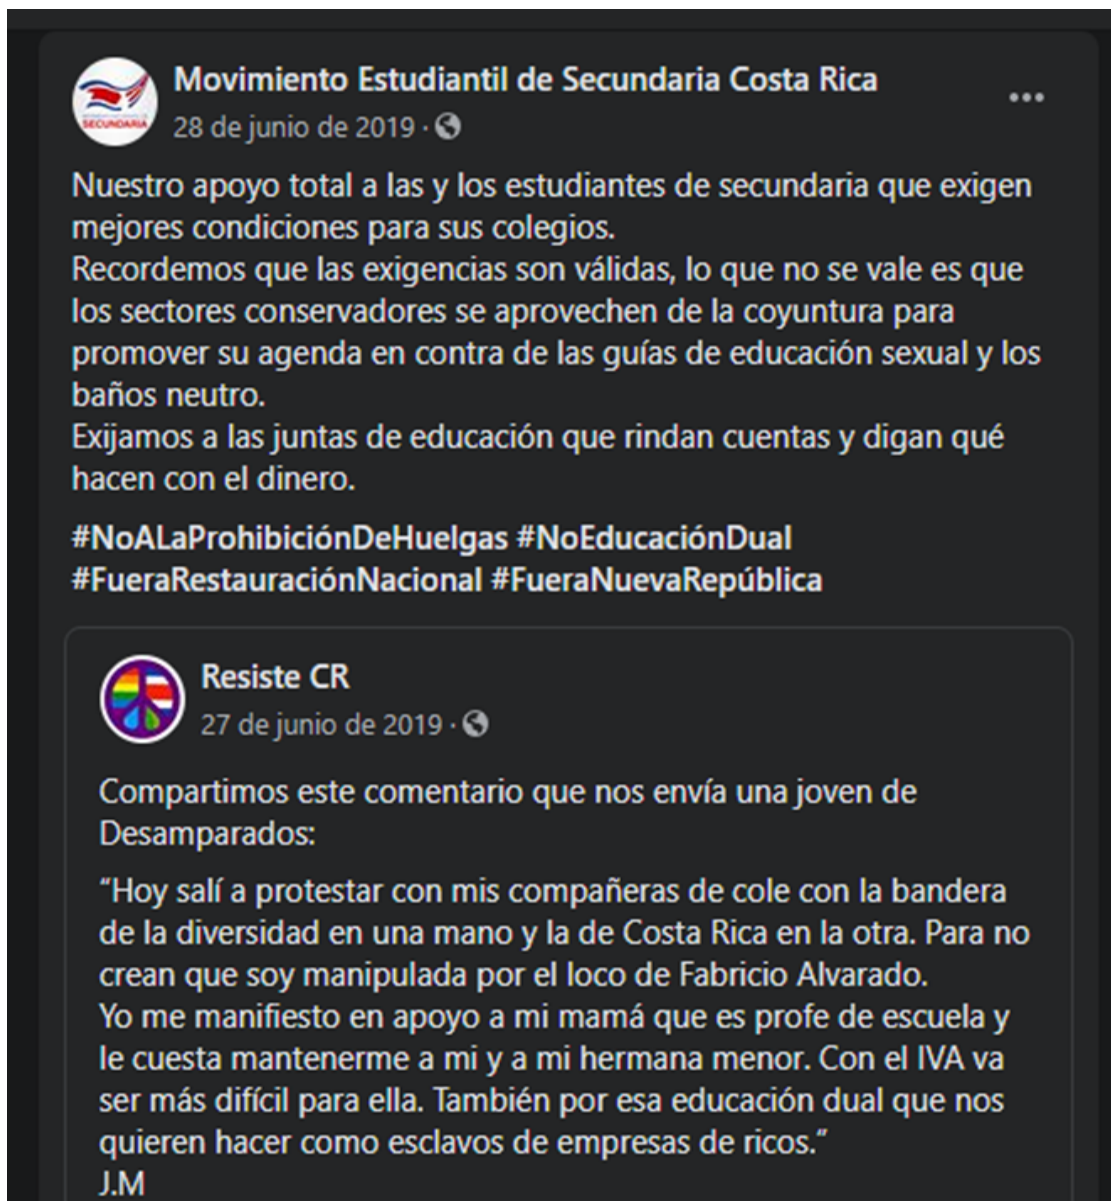 Movimiento Estudiantil de Secundaria Costa Rica
28 de junio de 2019 ·
SECUNDARIA
Nuestro apoyo total a las y los estudiantes de secundaria que exigen
mejores condiciones para sus colegios.
Recordemos que las exigencias son válidas, lo que no se vale es que
los sectores conservadores se aprovechen de la coyuntura para
promover su agenda en contra de las guías de educación sexual y los
baños neutro.
Exijamos a las juntas de educación que rindan cuentas y digan qué
hacen con el dinero.
#NoALaProhibiciónDeHuelgas #NoEducaciónDual
#FueraRestauraciónNacional #FueraNuevaRepública
Resiste CR
27 de junio de 2019 ·
Compartimos este comentario que nos envía una joven de
Desamparados:
“Hoy salí a protestar con mis compañeras de cole con la bandera
de la diversidad en una mano y la de Costa Rica en la otra. Para no
crean que soy manipulada por el loco de Fabricio Alvarado.
Yo me manifiesto en apoyo a mi mamá que es profe de escuela y
le cuesta mantenerme a mi y a mi hermana menor. Con el IVA va
ser más difícil para ella. También por esa educación dual que nos
quieren hacer como esclavos de empresas de ricos.”
J.M